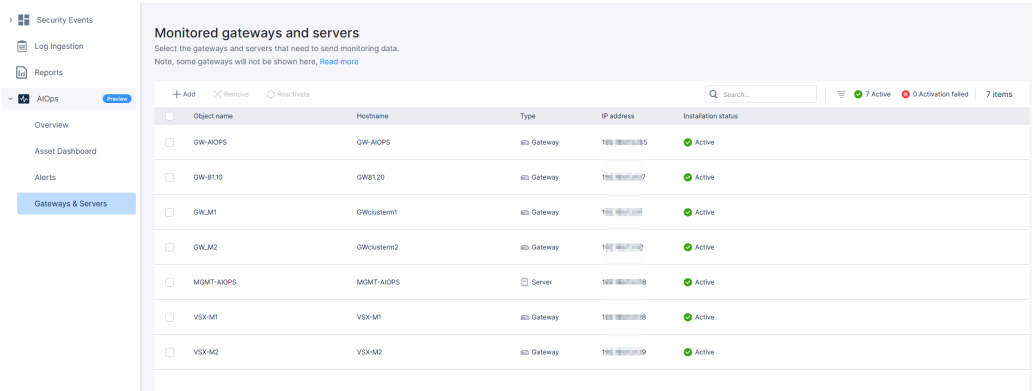 Security Events
Log Ingestion
Reports
AIOps Preview
Overview
Asset Dashboard
Alerts
Gateways & Servers
Monitored gateways and servers
Select the gateways and servers that need to send monitoring data.
Note, some gateways will not be shown here, Read more
Add Remove Reactivate Search... 7 Active 0 Activation failed 7 items
Object name Hostname Type IP address Installation status
GW-AIOPS GW-AIOPS Gateway Active
GW-81.10 GW81.20 Gateway Active
GW_M1 GWclusterm1 Gateway Active
GW_M2 GWclusterm2 Gateway Active
MGMT-AIOPS MGMT-AIOPS Server Active
VSX-M1 VSX-M1 Gateway Active
VSX-M2 VSX-M2 Gateway Active